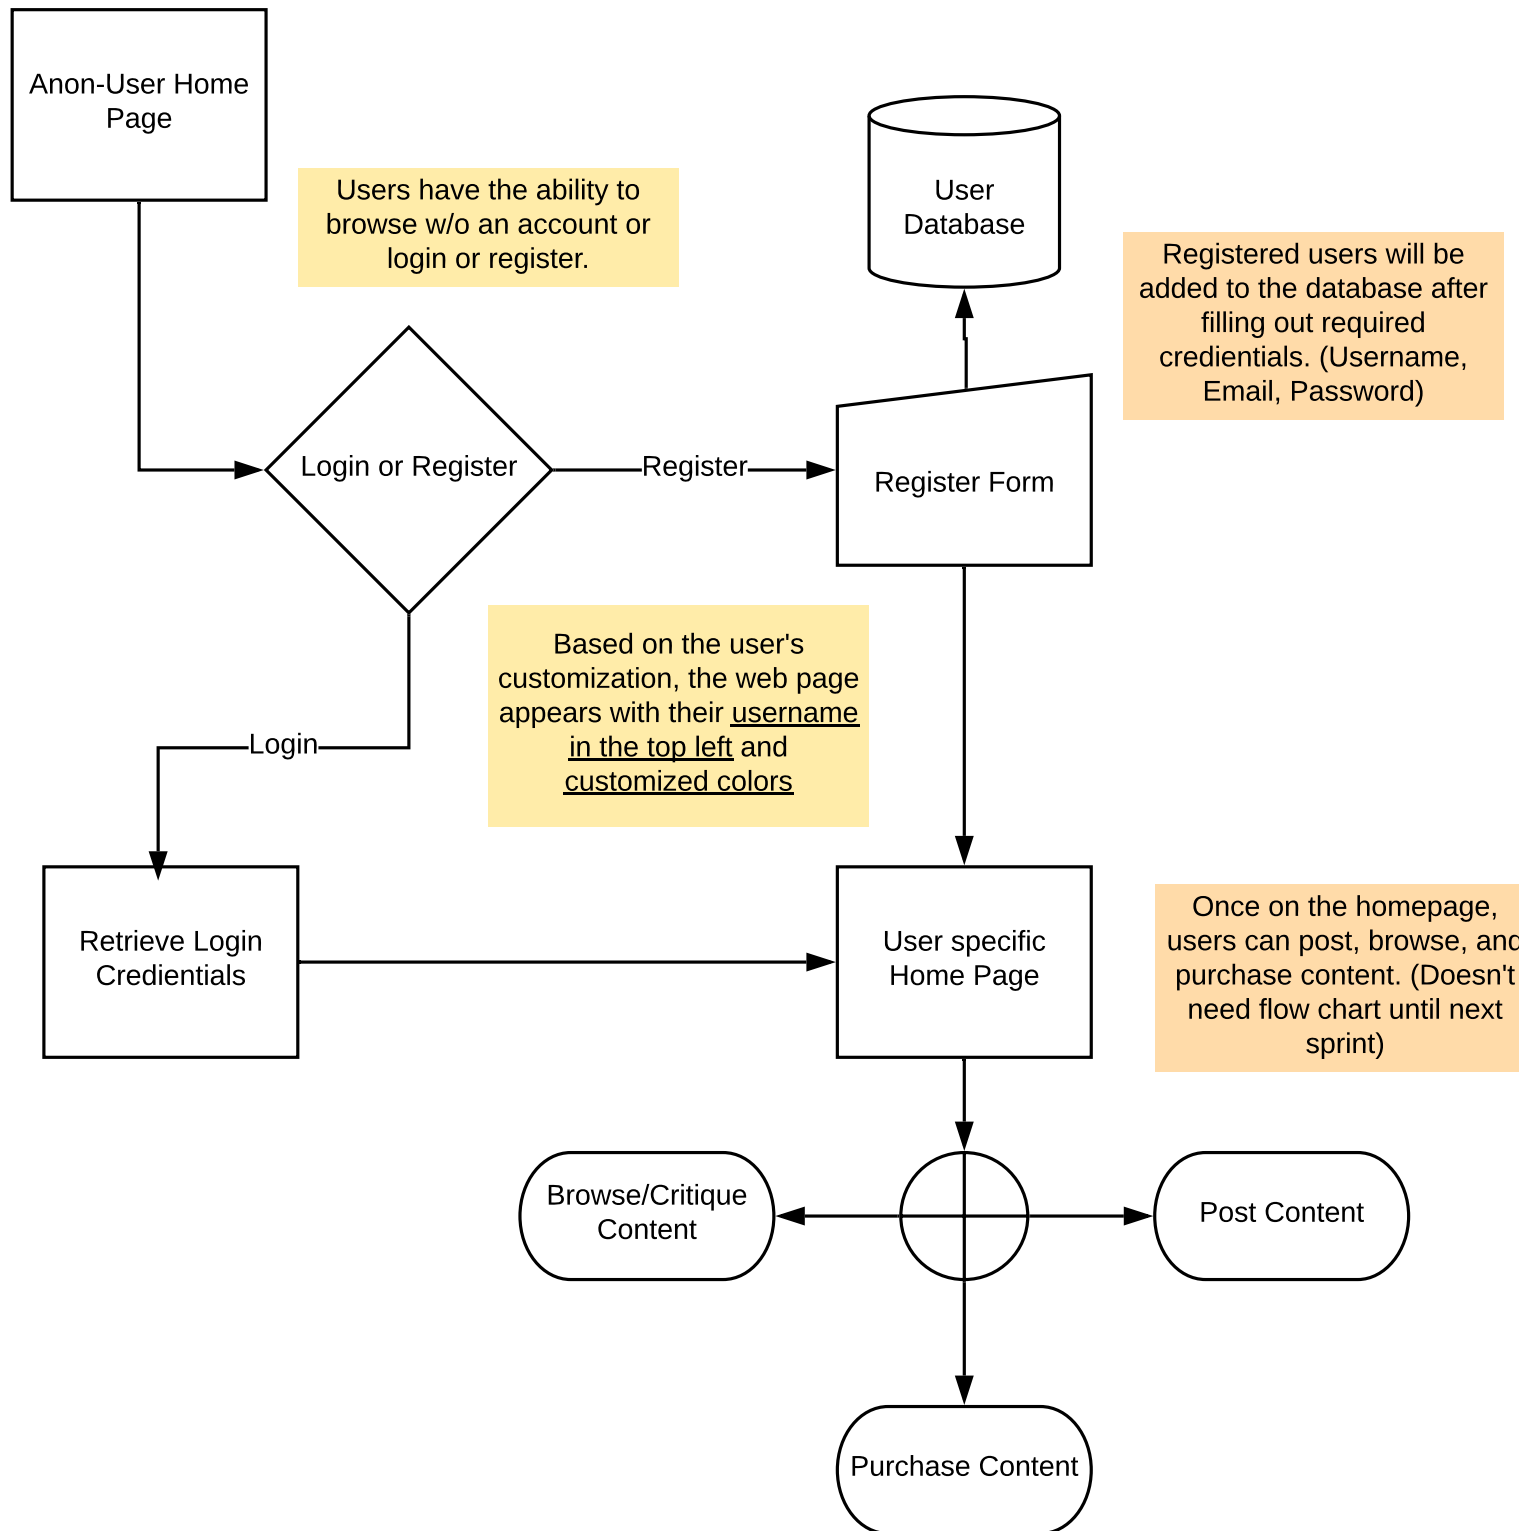 Anon-User Home
Page
Users have the ability to
browse w/o an account or
login or register.
User
Database
Registered users will be
added to the database after
filling out required
credientials. (Username,
Email, Password)
Login or Register
Register
Register Form
Based on the user's
customization, the web page
appears with their username
in the top left and
customized colors
Login
Retrieve Login
Credientials
User specific
Home Page
Once on the homepage,
users can post, browse, and
purchase content. (Doesn't
need flow chart until next
sprint)
Browse/Critique
Content
Post Content
Purchase Content